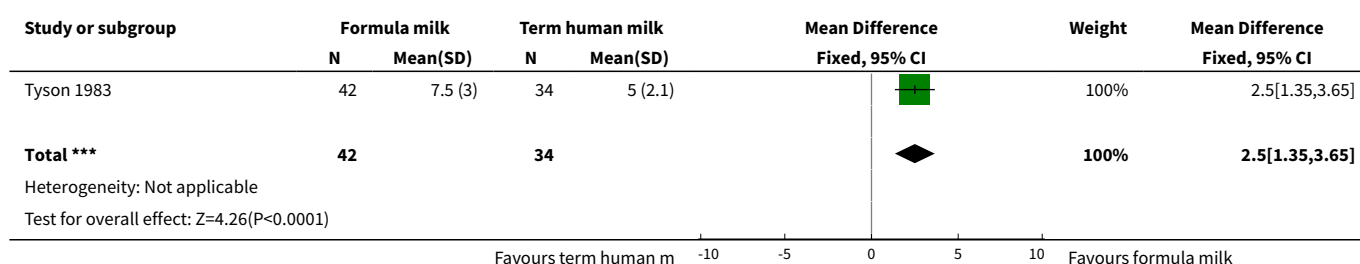 Study or subgroup Formula milk Term human milk Mean Difference Weight Mean Difference
N Mean(SD) N Mean(SD) Fixed, 95% CI Fixed, 95% CI
Tyson 1983 42 7.5 (3) 34 5 (2.1) 100% 2.5[1.35,3.65]
Total *** 42 34 100% 2.5[1.35,3.65]
Heterogeneity: Not applicable
Test for overall effect: Z=4.26(P<0.0001)
Favours term human m -10 -5 0 5 10 Favours formula milk